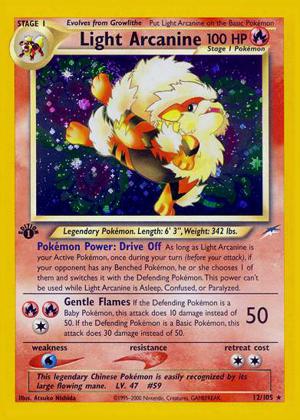 STAGE 1 Evolves from Growlithe Put Light Arcanine on the Basic Pokémon
Light Arcanine 100 HP
Stage 1 Pokémon
Legendary Pokémon. Length: 6' 3", Weight: 342 lbs.
EDITION
1
Pokémon Power: Drive Off As long as Light Arcanine
is your Active Pokémon, once during your turn (before your attack), if
your opponent has any Benched Pokémon, he or she chooses 1 of
them and switches it with the Defending Pokémon. This power can't
be used while Light Arcanine is Asleep, Confused, or Paralyzed.
Gentle Flames If the Defending Pokémon is a
Baby Pokémon, this attack does 10 damage instead of
50. If the Defending Pokémon is a Basic Pokémon, this
attack does 30 damage instead of 50.
50
weakness resistance retreat cost
This legendary Chinese Pokémon is easily recognized by its
large flowing mane. LV. 47 #59
Illus. Atsuko Nishida ©1995-2000 Nintendo, Creatures, GAMEFREAK. 12/105